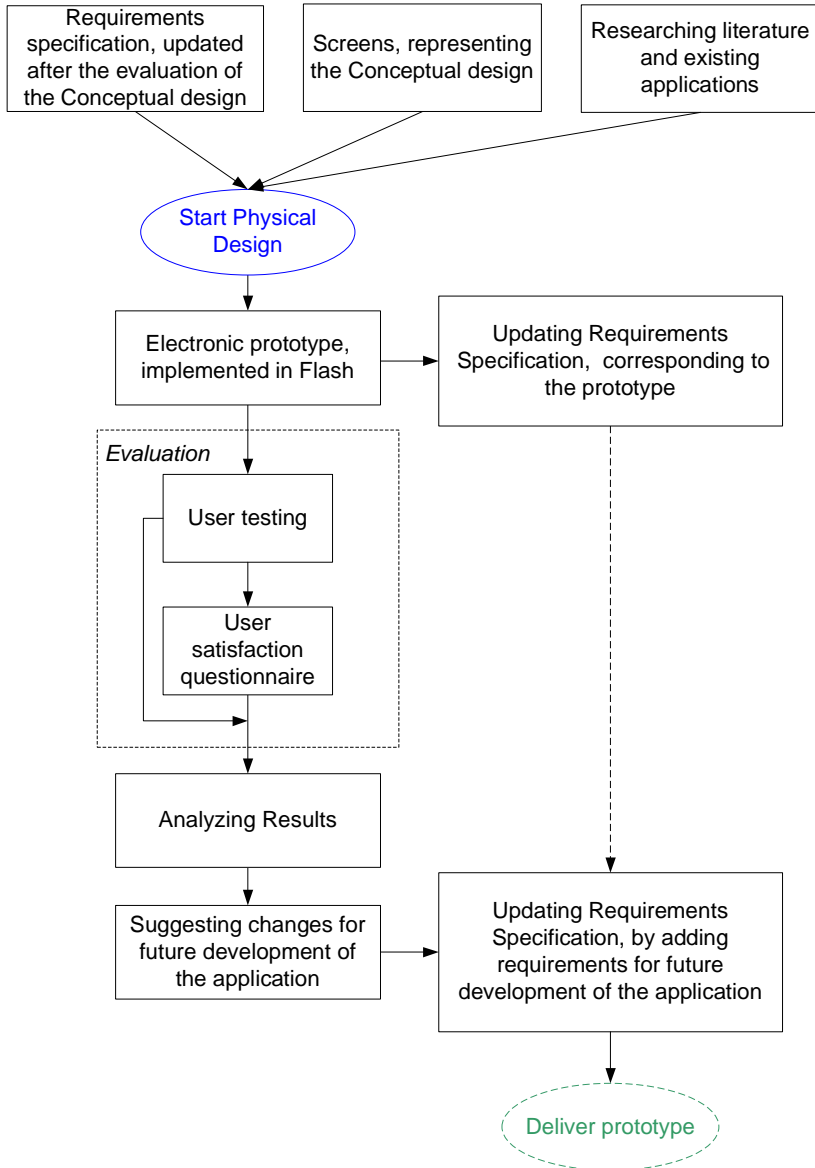 Requirements
specification, updated
after the evaluation of
the Conceptual design
Screens, representing
the Conceptual design
Researching literature
and existing
applications
Start Physical
Design
Electronic prototype,
implemented in Flash
Updating Requirements
Specification, corresponding to
the prototype
Evaluation
User testing
User
satisfaction
questionnaire
Analyzing Results
Suggesting changes for
future development of
the application
Updating Requirements
Specification, by adding
requirements for future
development of the application
Deliver prototype